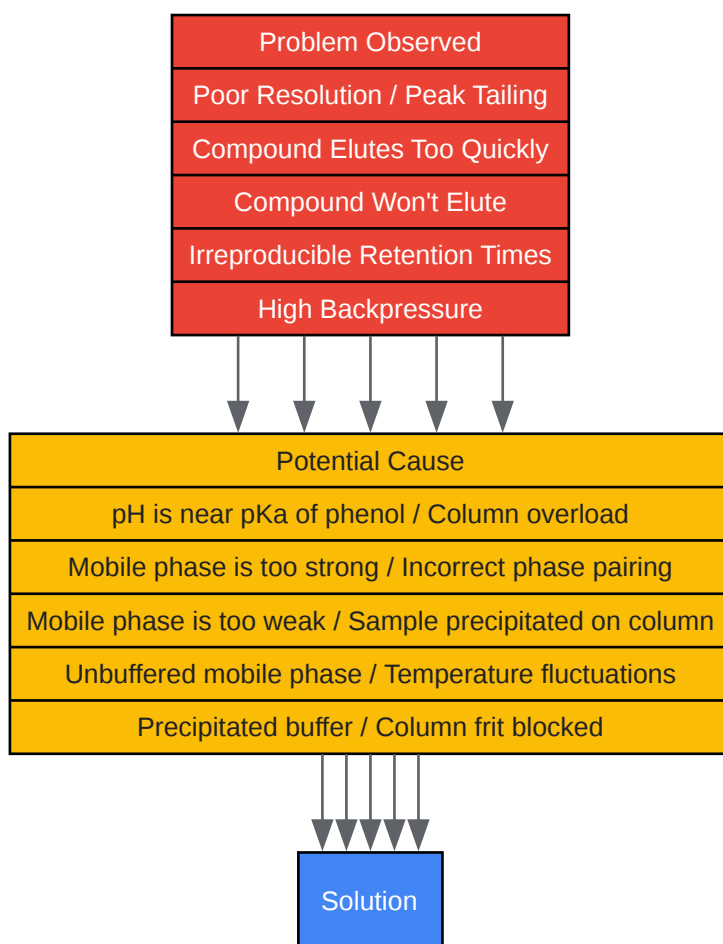 Problem Observed
Poor Resolution / Peak Tailing
Compound Elutes Too Quickly
Compound Won't Elute
Irreproducible Retention Times
High Backpressure
Potential Cause
pH is near pKa of phenol / Column overload
Mobile phase is too strong / Incorrect phase pairing
Mobile phase is too weak / Sample precipitated on column
Unbuffered mobile phase / Temperature fluctuations
Precipitated buffer / Column frit blocked
Solution